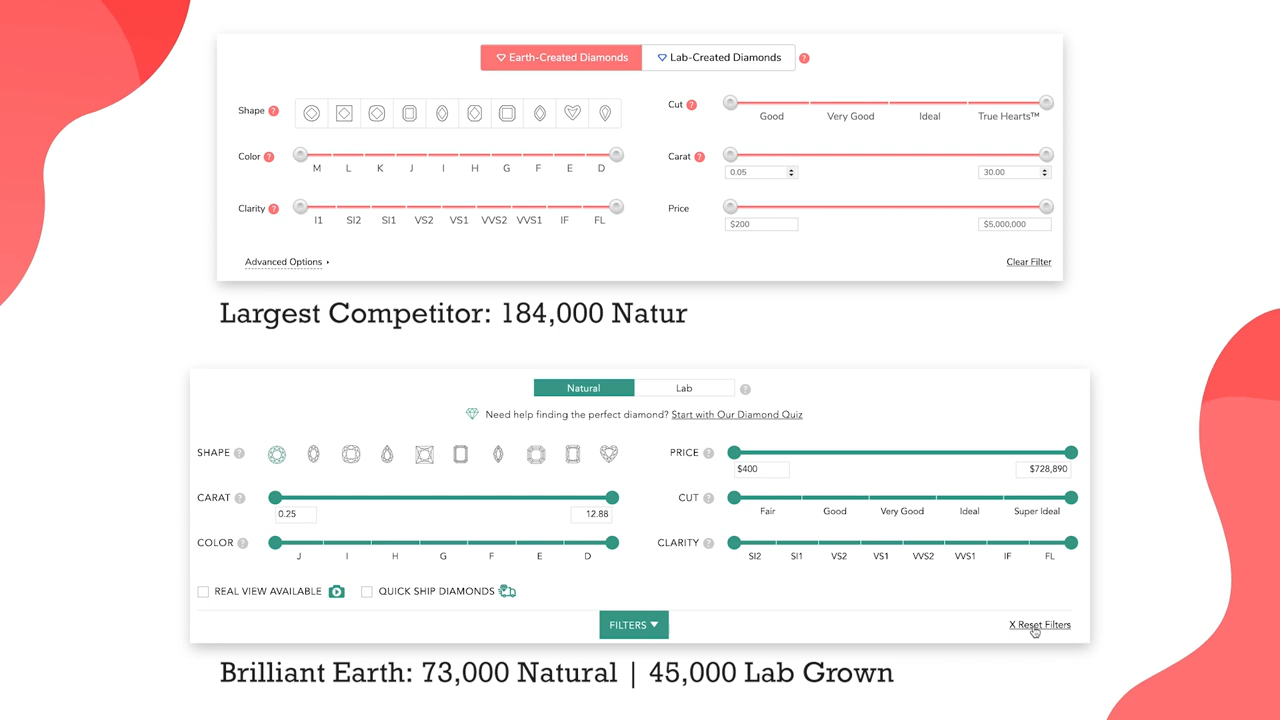 Earth-Created Diamonds Lab-Created Diamonds ?
Shape ?
Cut ?
Good Very Good Ideal True Hearts™
Color ?
M L K J I H G F E D
Carat ?
0.05 30.00
Clarity ?
I1 SI2 SI1 VS2 VS1 VVS2 VVS1 IF FL
Price
$200 $5,000,000
Advanced Options
Clear Filter
Largest Competitor: 184,000 Natur
Natural Lab ?
Need help finding the perfect diamond? Start with Our Diamond Quiz
SHAPE ?
PRICE ?
$400 $728,890
CARAT ?
0.25 12.88
CUT ?
Fair Good Very Good Ideal Super Ideal
COLOR ?
J I H G F E D
CLARITY ?
SI2 SI1 VS2 VS1 VVS2 VVS1 IF FL
REAL VIEW AVAILABLE QUICK SHIP DIAMONDS
FILTERS
X Reset Filters
Brilliant Earth: 73,000 Natural | 45,000 Lab Grown